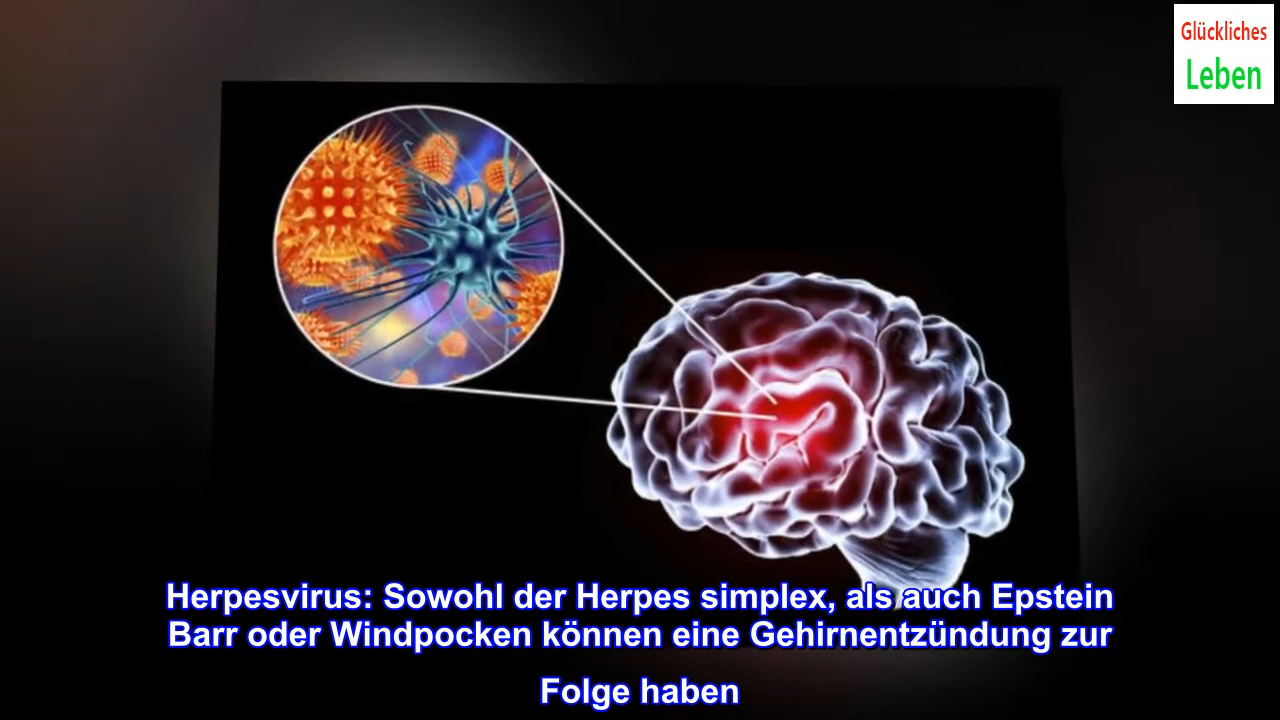 Glückliches
Leben
Herpesvirus: Sowohl der Herpes simplex, als auch Epstein
Barr oder Windpocken können eine Gehirnentzündung zur
Folge haben